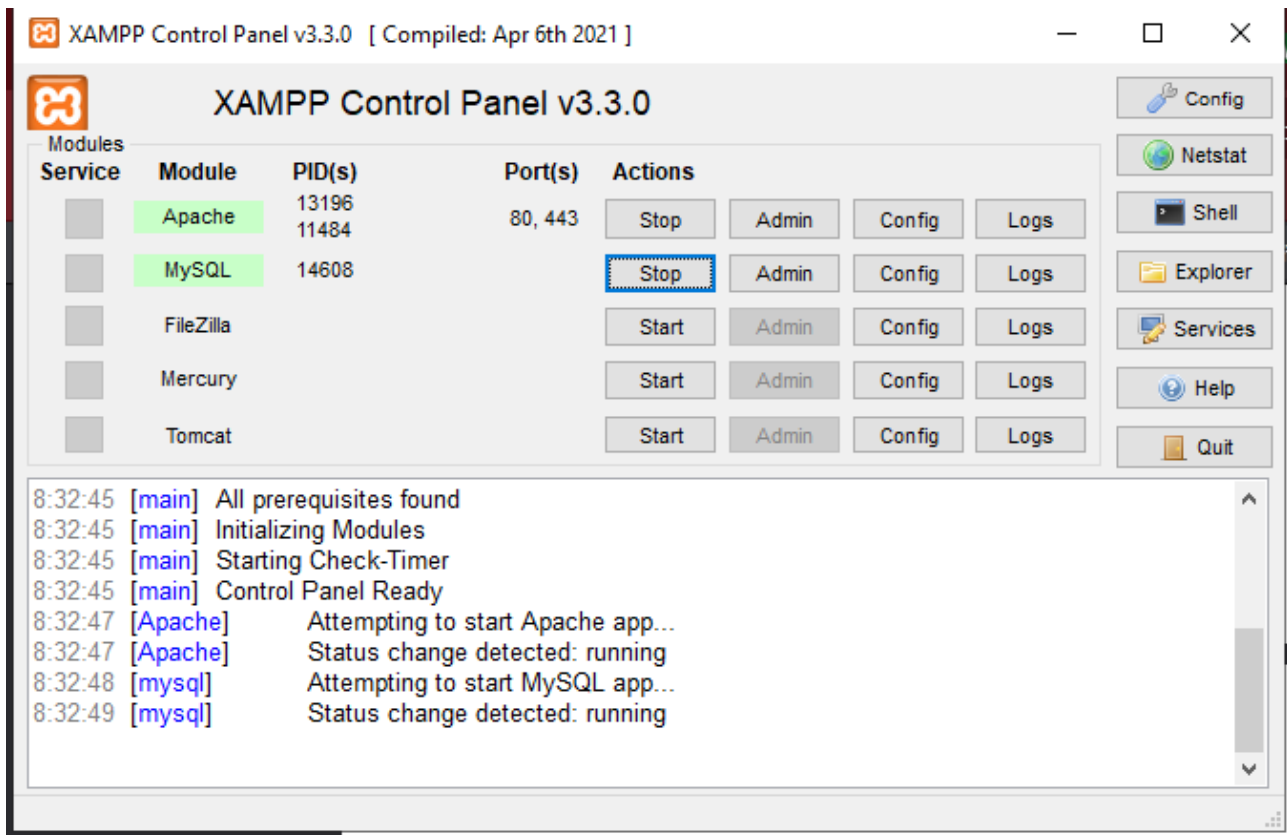 XAMPP Control Panel v3.3.0 [ Compiled: Apr 6th 2021 ]
XAMPP Control Panel v3.3.0
Config
Netstat
Shell
Explorer
Services
Help
Quit
Modules
Service Module PID(s) Port(s) Actions
Apache 13196 11484 80, 443 Stop Admin Config Logs
MySQL 14608 Stop Admin Config Logs
FileZilla Start Admin Config Logs
Mercury Start Admin Config Logs
Tomcat Start Admin Config Logs
8:32:45 [main] All prerequisites found
8:32:45 [main] Initializing Modules
8:32:45 [main] Starting Check-Timer
8:32:45 [main] Control Panel Ready
8:32:47 [Apache] Attempting to start Apache app...
8:32:47 [Apache] Status change detected: running
8:32:48 [mysql] Attempting to start MySQL app...
8:32:49 [mysql] Status change detected: running